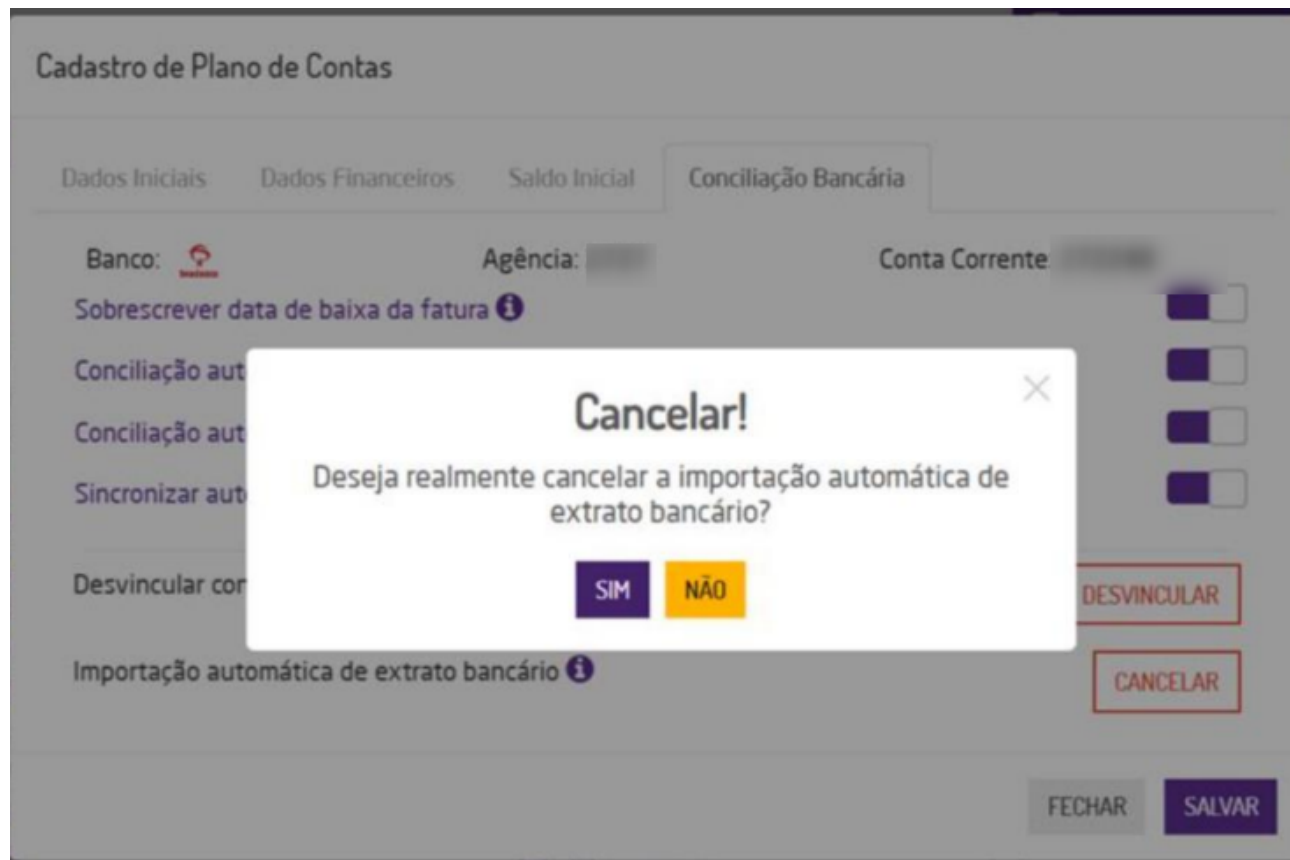 Cadastro de Plano de Contas
Dados Iniciais Dados Financeiros Saldo Inicial Conciliação Bancária
Banco: Agência: Conta Corrente:
Sobrescrever data de baixa da fatura
Conciliação aut
Conciliação aut
Sincronizar aut
Cancelar!
Deseja realmente cancelar a importação automática de
extrato bancário?
SIM NÃO
Desvincular con
DESVINCULAR
Importação automática de extrato bancário
CANCELAR
FECHAR SALVAR